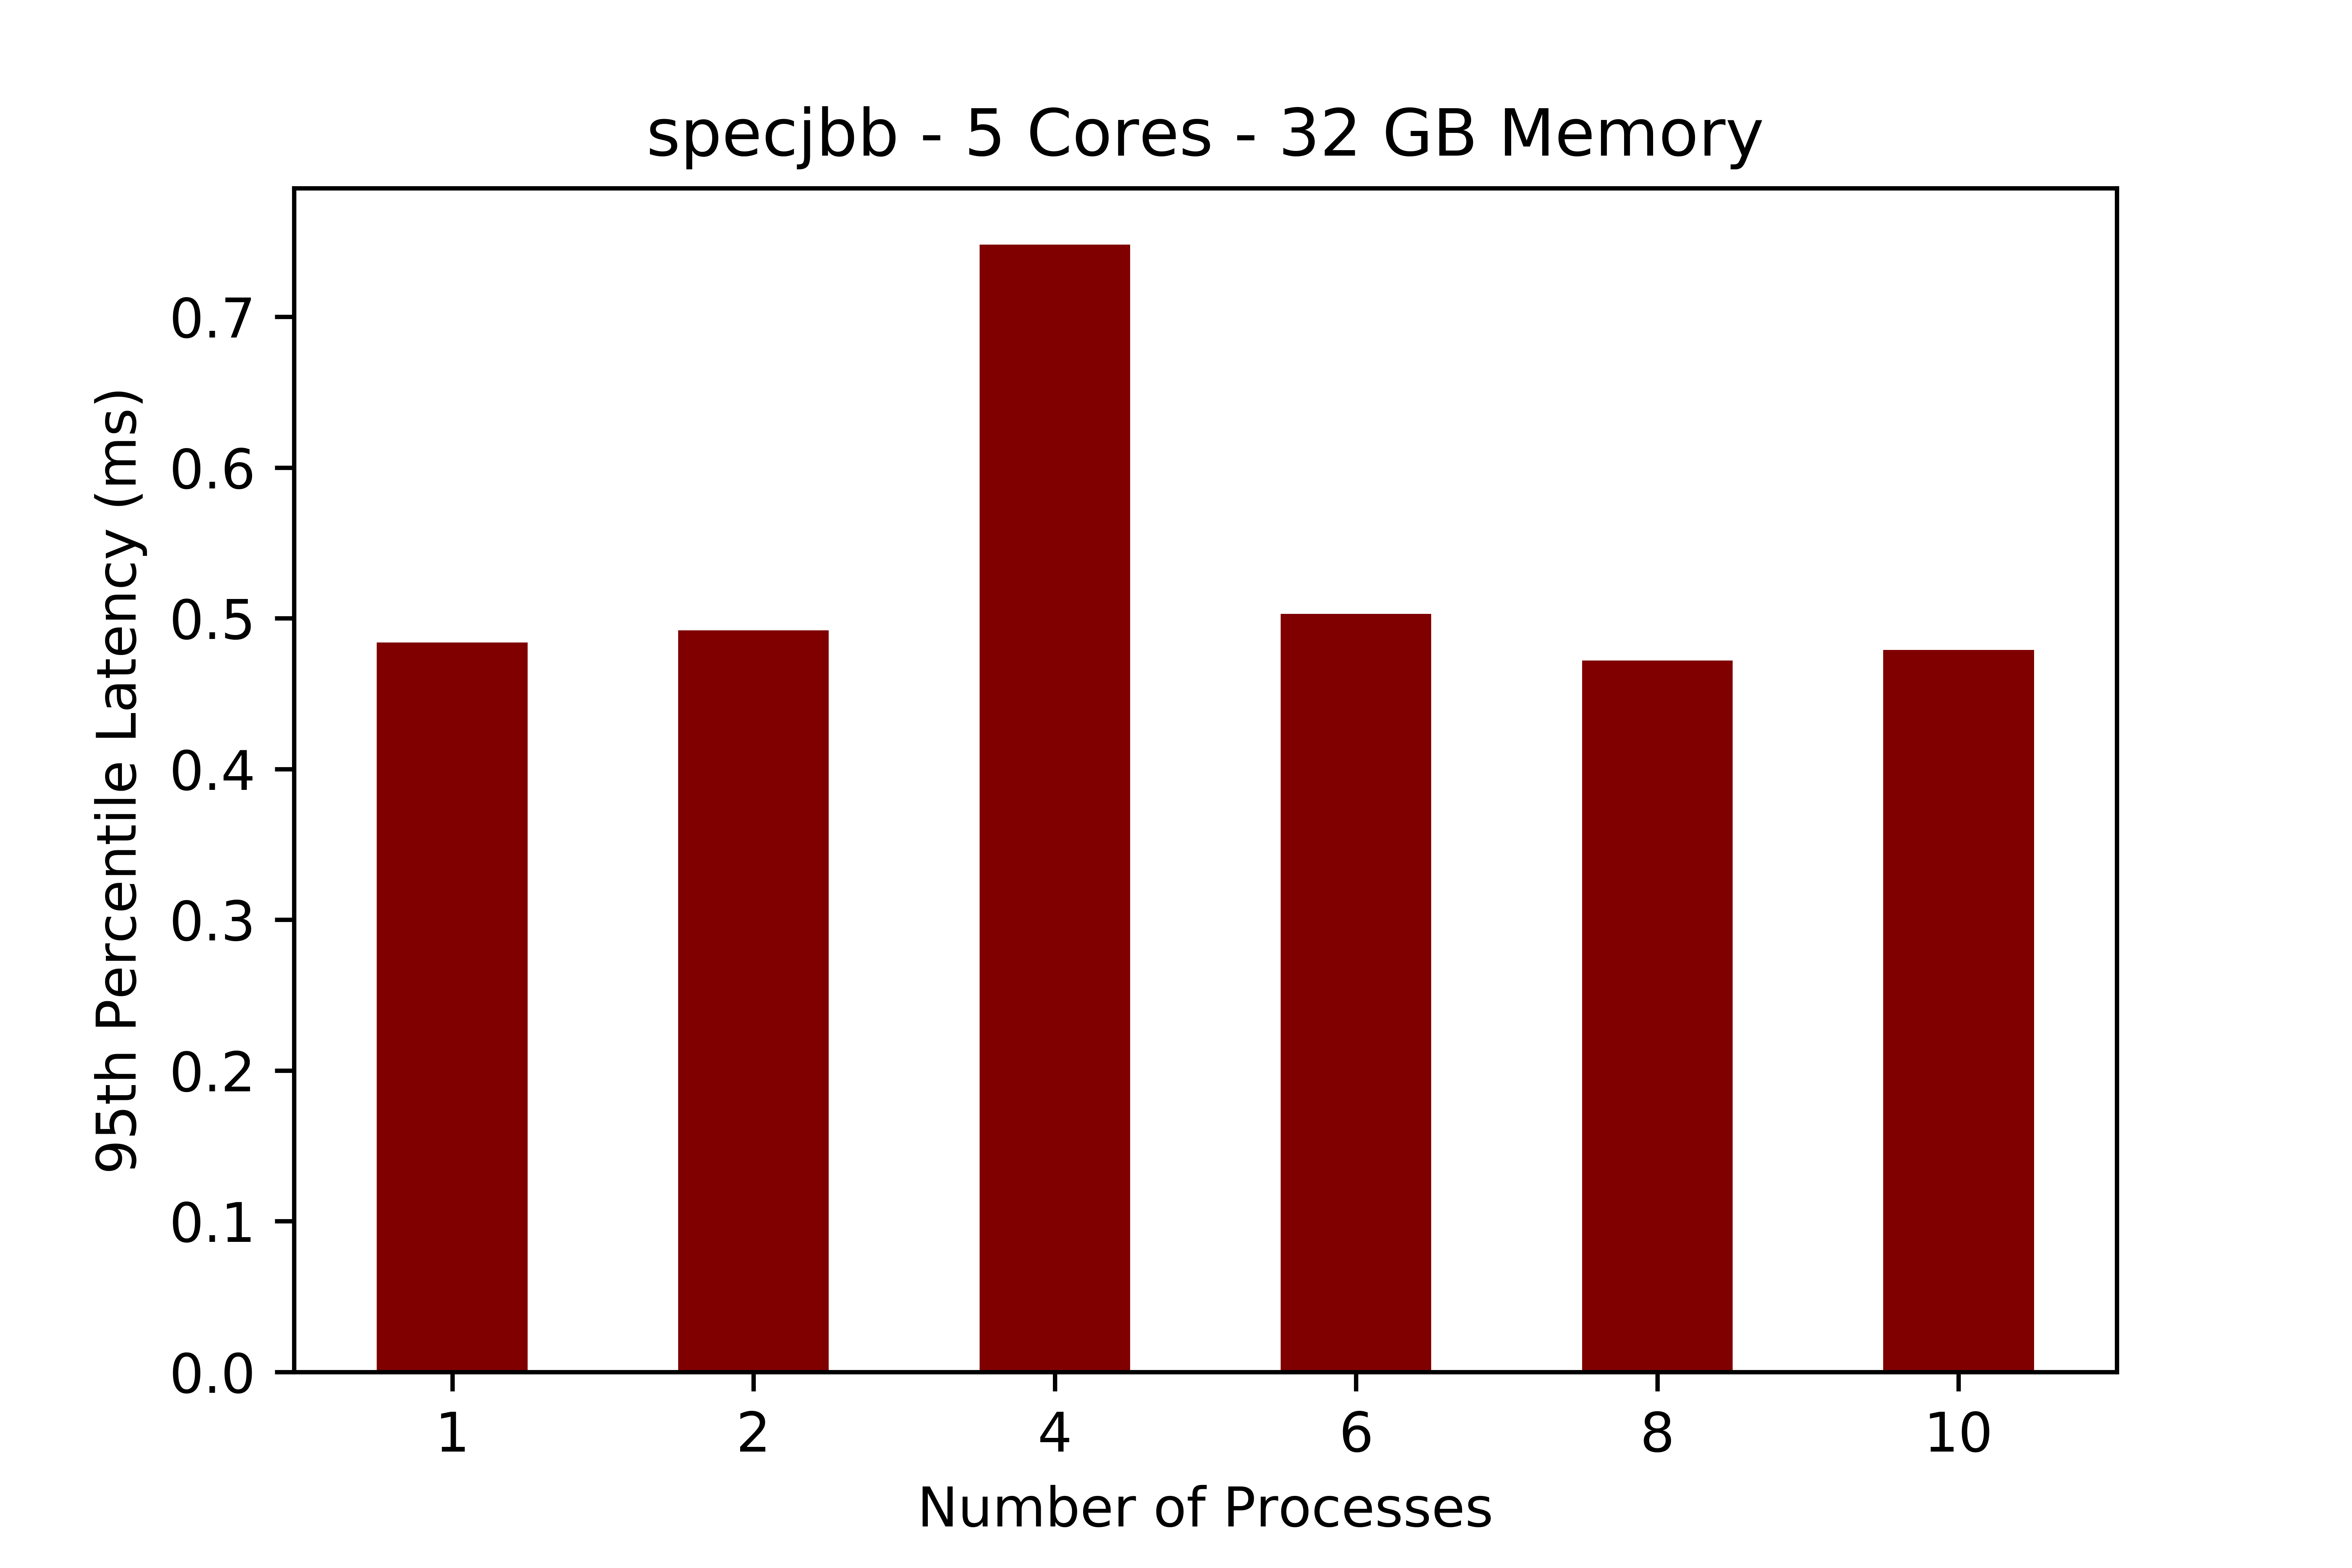 specjbb - 5 Cores - 32 GB Memory
95th Percentile Latency (ms)
0.7
0.6
0.5
0.4
0.3
0.2
0.1
0.0
1 2 4 6 8 10
Number of Processes